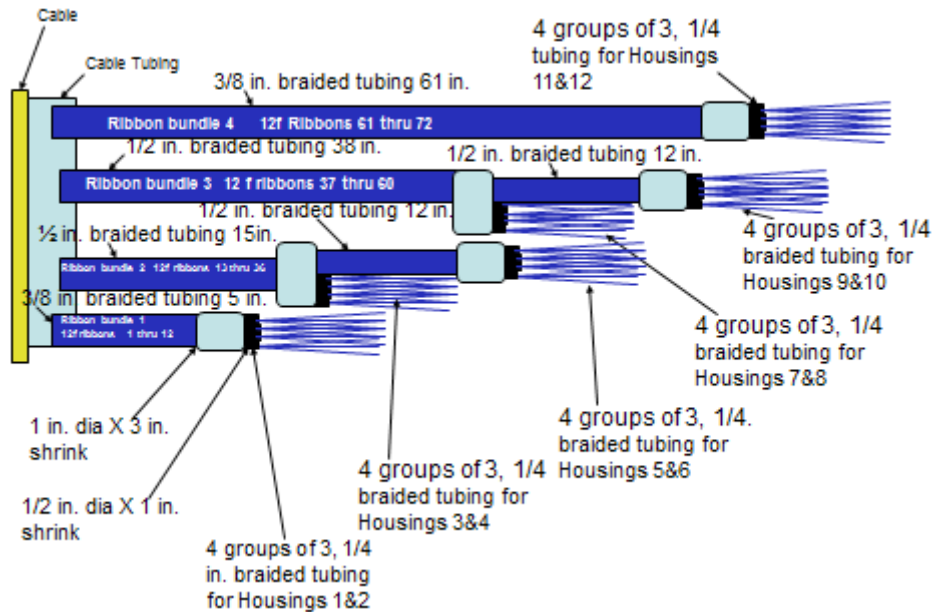 Cable
4 groups of 3, 1/4
tubing for Housings
11&12
Cable Tubing
3/8 in. braided tubing 61 in.
Ribbon bundle 4 12f Ribbons 61 thru 72
1/2 in. braided tubing 38 in.
1/2 in. braided tubing 12 in.
Ribbon bundle 3 12 f ribbons 37 thru 60
1/2 in. braided tubing 12 in.
4 groups of 3, 1/4
braided tubing for
Housings 9&10
½ in. braided tubing 15in.
Ribbon bundle 2 12f ribbons 13 thru 36
3/8 in. braided tubing 5 in.
Ribbon bundle 1
12f ribbons 1 thru 12
4 groups of 3, 1/4
braided tubing for
Housings 7&8
4 groups of 3, 1/4.
braided tubing for
Housings 5&6
1 in. dia X 3 in.
shrink
4 groups of 3, 1/4
braided tubing for
Housings 3&4
1/2 in. dia X 1 in.
shrink
4 groups of 3, 1/4
in. braided tubing
for Housings 1&2